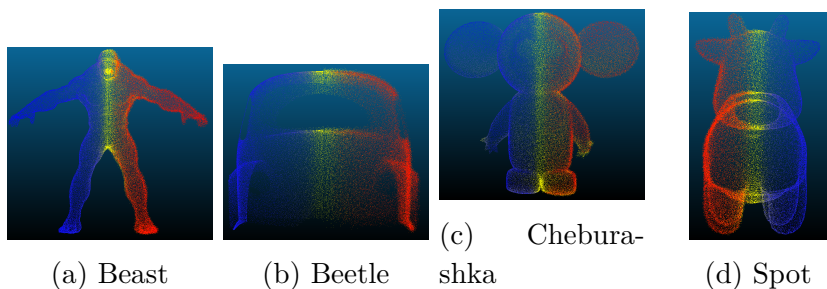 (a) Beast
(b) Beetle
(c) Chebura-
shka
(d) Spot